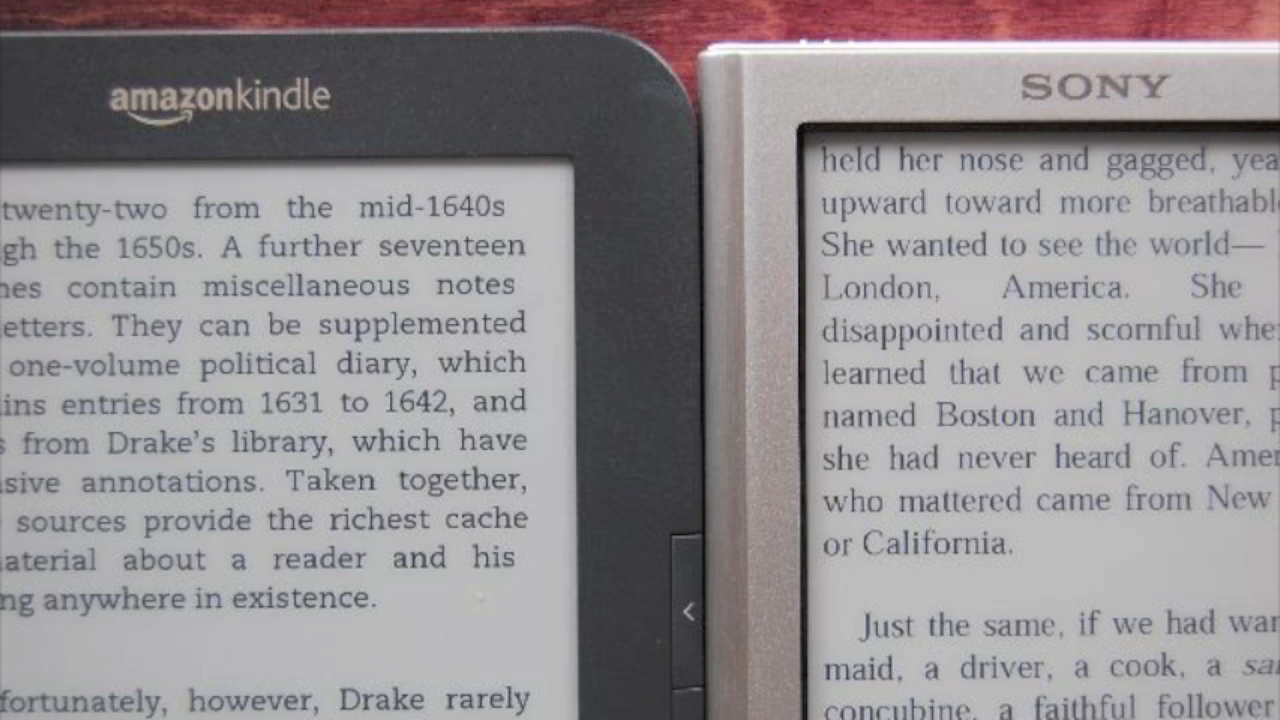 amazonkindle
twenty-two from the mid-1640s
gh the 1650s. A further seventeen
nes contain miscellaneous notes
etters. They can be supplemented
one-volume political diary, which
ins entries from 1631 to 1642, and
s from Drake's library, which have
sive annotations. Taken together,
sources provide the richest cache
aterial about a reader and his
ng anywhere in existence.
fortunately, however, Drake rarely
SONY
held her nose and gagged, yea
upward toward more breathabl
She wanted to see the world—
London, America. She
disappointed and scornful whe
learned that we came from p
named Boston and Hanover, p
she had never heard of. Amer
who mattered came from New
or California.
Just the same, if we had wan
maid, a driver, a cook, a sa
concubine, a faithful follower